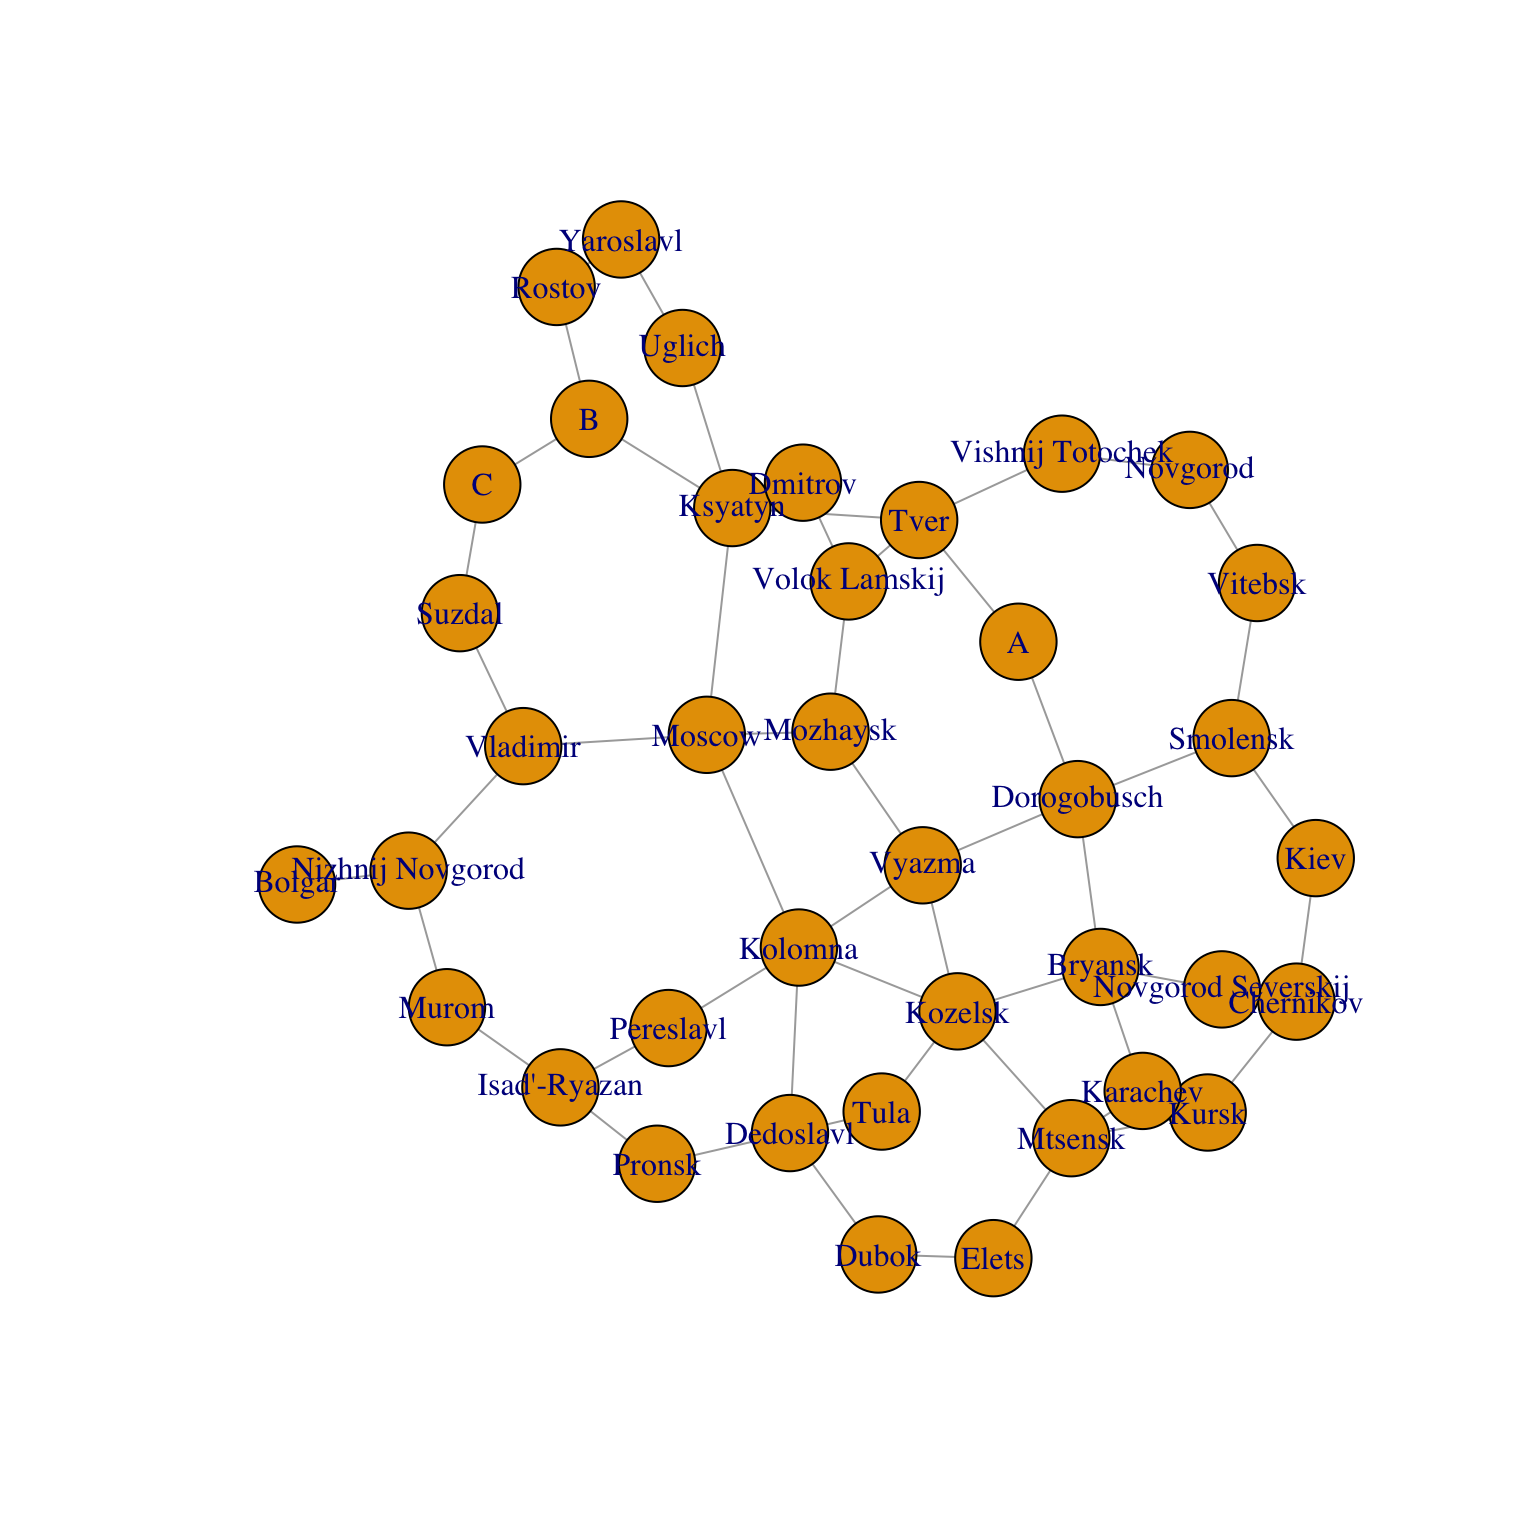 Yaroslavl
Rostov
Uglich
B
Vishnij Totochek
Novgorod
C
Dmitrov
Ksyatyn
Tver
Volok Lamskij
Vitebsk
Suzdal
A
Vladimir
Moscow
Mozhaysk
Smolensk
Dorogobusch
Nizhnij Novgorod
Bolgar
Vyazma
Kiev
Kolomna
Bryansk
Novgorod Severskij
Chernikov
Murom
Pereslavl
Kozelsk
Isad'-Ryazan
Karachev
Tula
Kursk
Dedoslavl
Mtsensk
Pronsk
Dubok
Elets